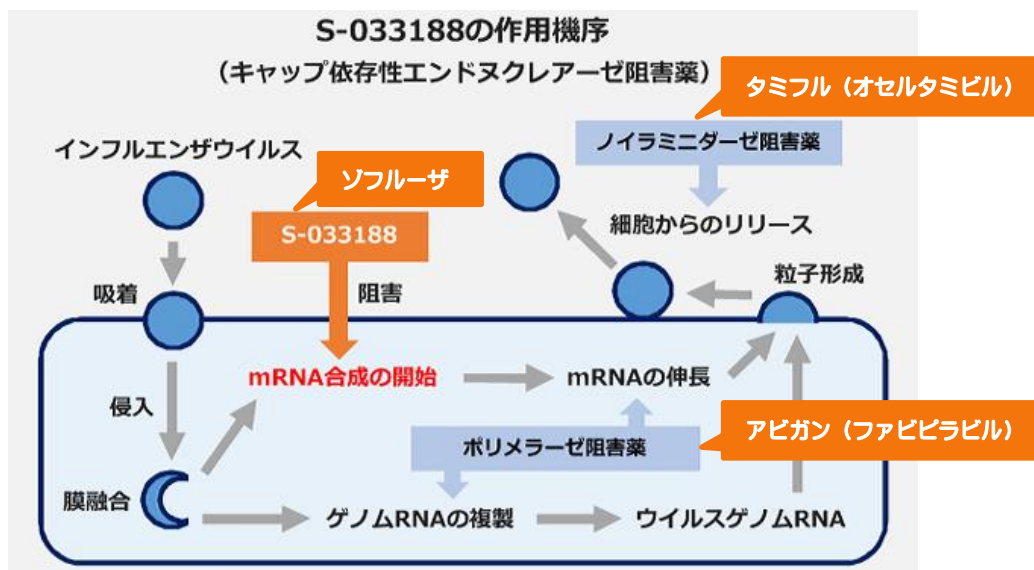 S-033188の作用機序
（キャップ依存性エンドヌクレアーゼ阻害薬）
タミフル（オセルタミビル）
ノイラミニダーゼ阻害薬
インフルエンザウイルス
ゾフルーザ
S-033188
細胞からのリリース
粒子形成
吸着
阻害
mRNA合成の開始
mRNAの伸長
侵入
アビガン（ファビピラビル）
ポリメラーゼ阻害薬
膜融合
ゲノムRNAの複製
ウイルスゲノムRNA